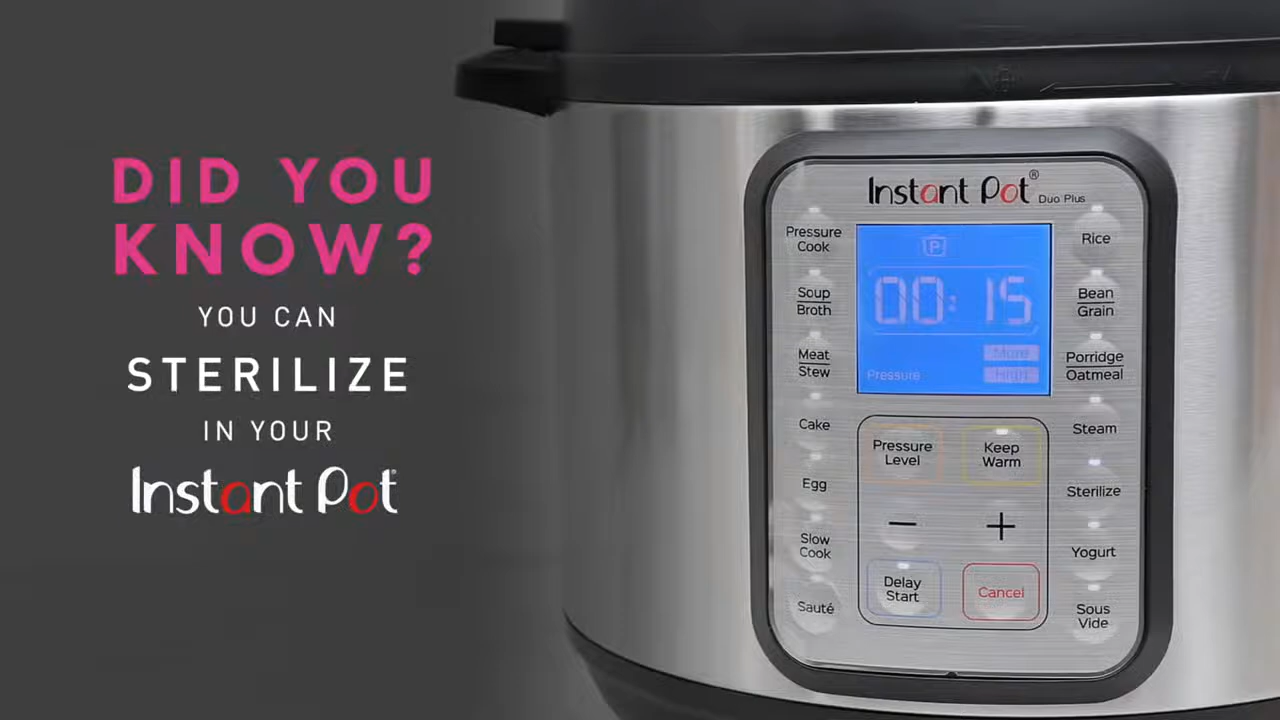 DID YOU
KNOW?
YOU CAN
STERILIZE
IN YOUR
Instant Pot®
Instant Pot®
Duo Plus
Pressure
Cook
Soup
Broth
Meat
Stew
Cake
Egg
Slow
Cook
Sauté
P
00:15
More
Pressure
Pressure
Level
Keep
Warm
−
+
Delay
Start
Cancel
Rice
Bean
Grain
Porridge
Oatmeal
Steam
Sterilize
Yogurt
Sous
Vide